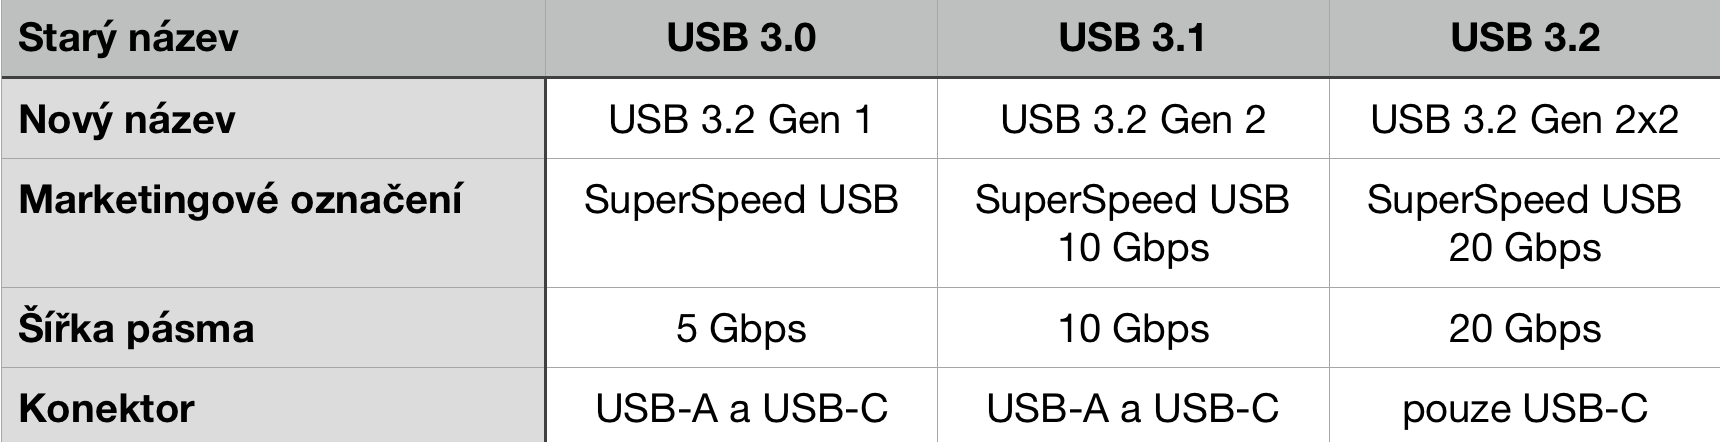 Starý název USB 3.0 USB 3.1 USB 3.2
Nový název USB 3.2 Gen 1 USB 3.2 Gen 2 USB 3.2 Gen 2x2
Marketingové označení SuperSpeed USB SuperSpeed USB SuperSpeed USB
10 Gbps 20 Gbps
Šířka pásma 5 Gbps 10 Gbps 20 Gbps
Konektor USB-A a USB-C USB-A a USB-C pouze USB-C